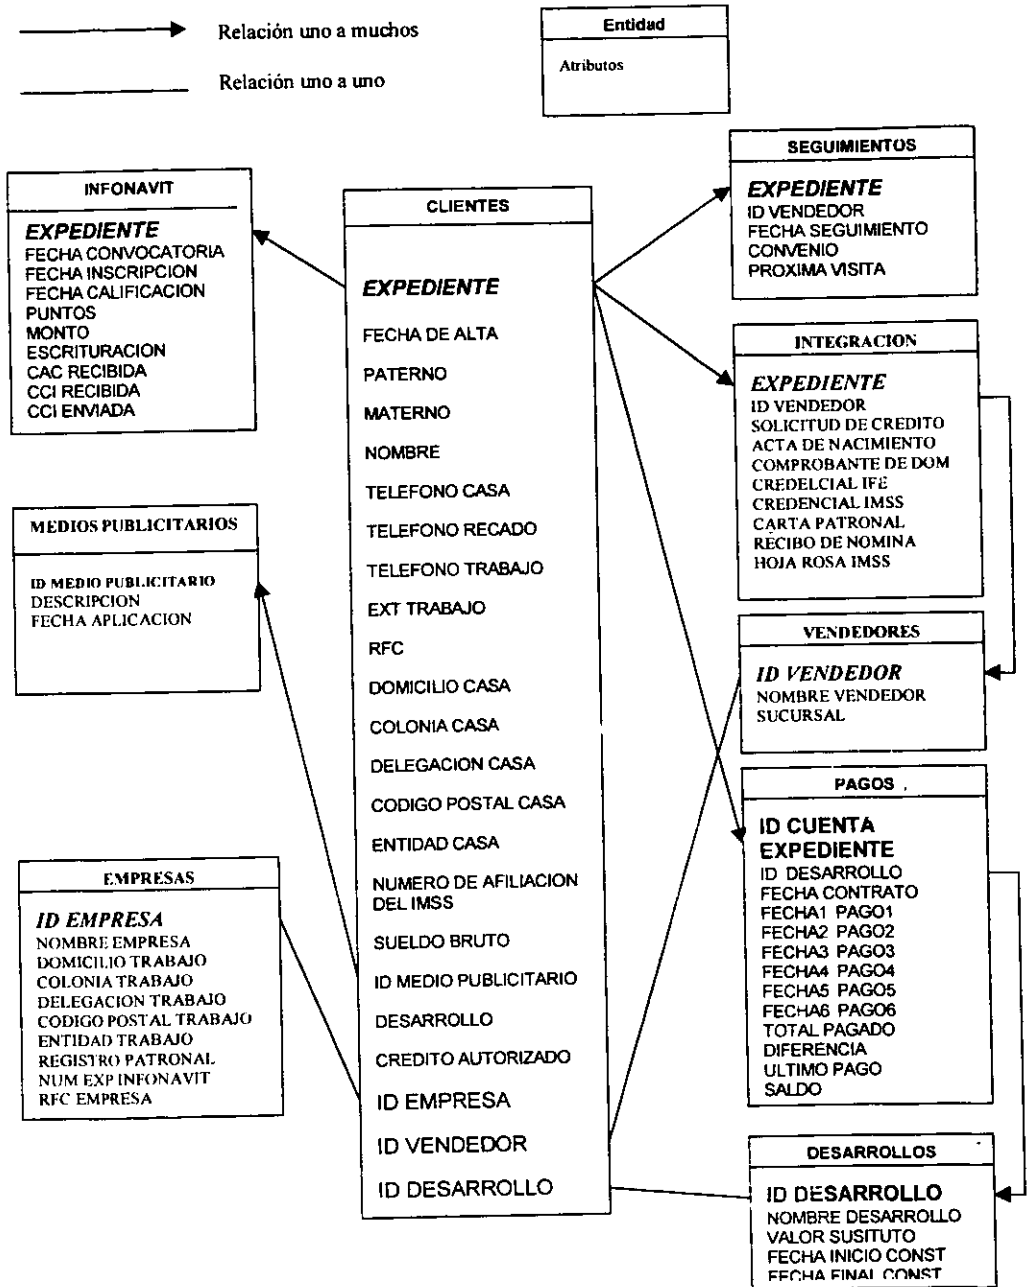 Relación uno a muchos
Relación uno a uno
Entidad
Atributos
INFONAVIT
EXPEDIENTE
FECHA CONVOCATORIA
FECHA INSCRIPCION
FECHA CALIFICACION
PUNTOS
MONTO
ESCRITURACION
CAC RECIBIDA
CCI RECIBIDA
CCI ENVIADA
MEDIOS PUBLICITARIOS
ID MEDIO PUBLICITARIO
DESCRIPCION
FECHA APLICACION
EMPRESAS
ID EMPRESA
NOMBRE EMPRESA
DOMICILIO TRABAJO
COLONIA TRABAJO
DELEGACION TRABAJO
CODIGO POSTAL TRABAJO
ENTIDAD TRABAJO
REGISTRO PATRONAL
NUM EXP INFONAVIT
RFC EMPRESA
CLIENTES
EXPEDIENTE
FECHA DE ALTA
PATERNO
MATERNO
NOMBRE
TELEFONO CASA
TELEFONO RECADO
TELEFONO TRABAJO
EXT TRABAJO
RFC
DOMICILIO CASA
COLONIA CASA
DELEGACION CASA
CODIGO POSTAL CASA
ENTIDAD CASA
NUMERO DE AFILIACION
DEL IMSS
SUELDO BRUTO
ID MEDIO PUBLICITARIO
DESARROLLO
CREDITO AUTORIZADO
ID EMPRESA
ID VENDEDOR
ID DESARROLLO
SEGUIMIENTOS
EXPEDIENTE
ID VENDEDOR
FECHA SEGUIMIENTO
CONVENIO
PROXIMA VISITA
INTEGRACION
EXPEDIENTE
ID VENDEDOR
SOLICITUD DE CREDITO
ACTA DE NACIMIENTO
COMPROBANTE DE DOM
CREDELCIAL IFE
CREDENCIAL IMSS
CARTA PATRONAL
RECIBO DE NOMINA
HOJA ROSA IMSS
VENDEDORES
ID VENDEDOR
NOMBRE VENDEDOR
SUCURSAL
PAGOS
ID CUENTA
EXPEDIENTE
ID DESARROLLO
FECHA CONTRATO
FECHA1 PAGO1
FECHA2 PAGO2
FECHA3 PAGO3
FECHA4 PAGO4
FECHA5 PAGO5
FECHA6 PAGO6
TOTAL PAGADO
DIFERENCIA
ULTIMO PAGO
SALDO
DESARROLLOS
ID DESARROLLO
NOMBRE DESARROLLO
VALOR SUSITUTO
FECHA INICIO CONST
FECHA FINAL CONST